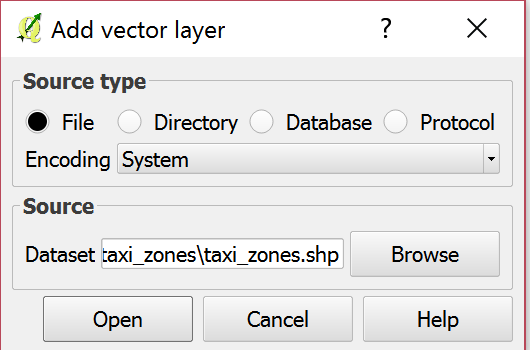 Add vector layer ?
Source type
File Directory Database Protocol
Encoding System
Source
Dataset taxi_zones\taxi_zones.shp Browse
Open Cancel Help